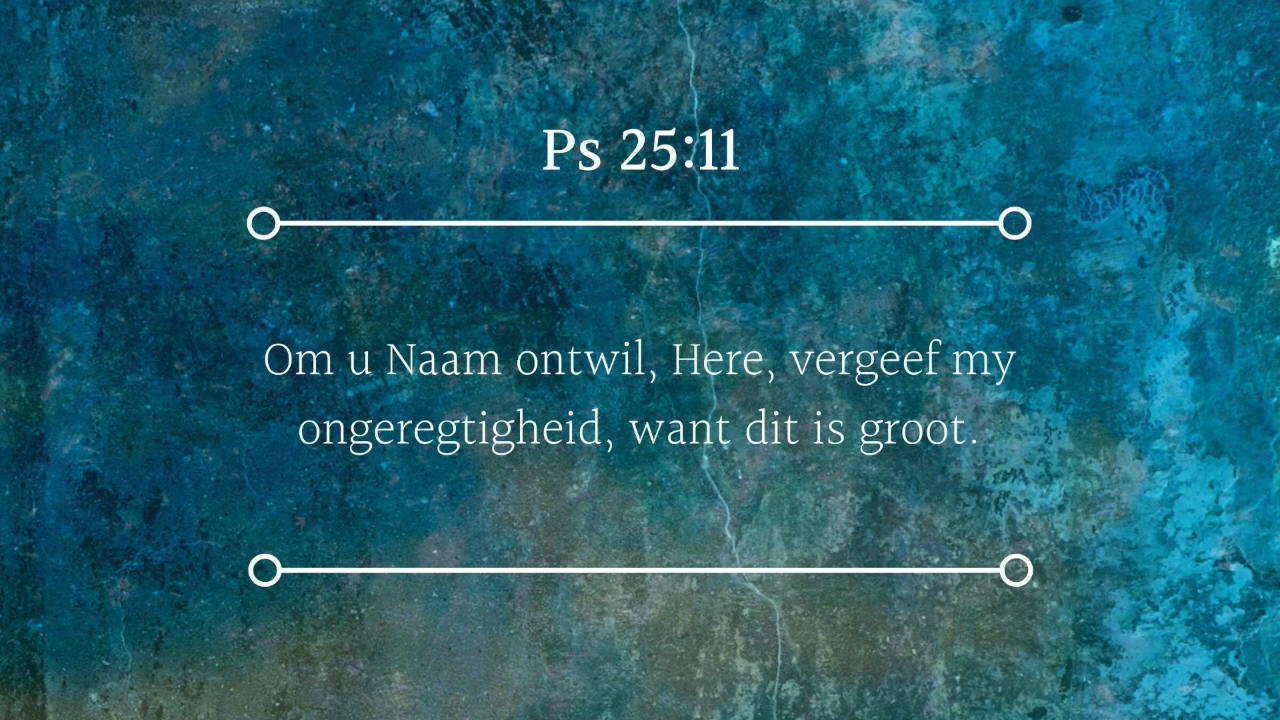 Ps 25:11
Om u Naam ontwil, Here, vergeef my
ongeregtigheid, want dit is groot.